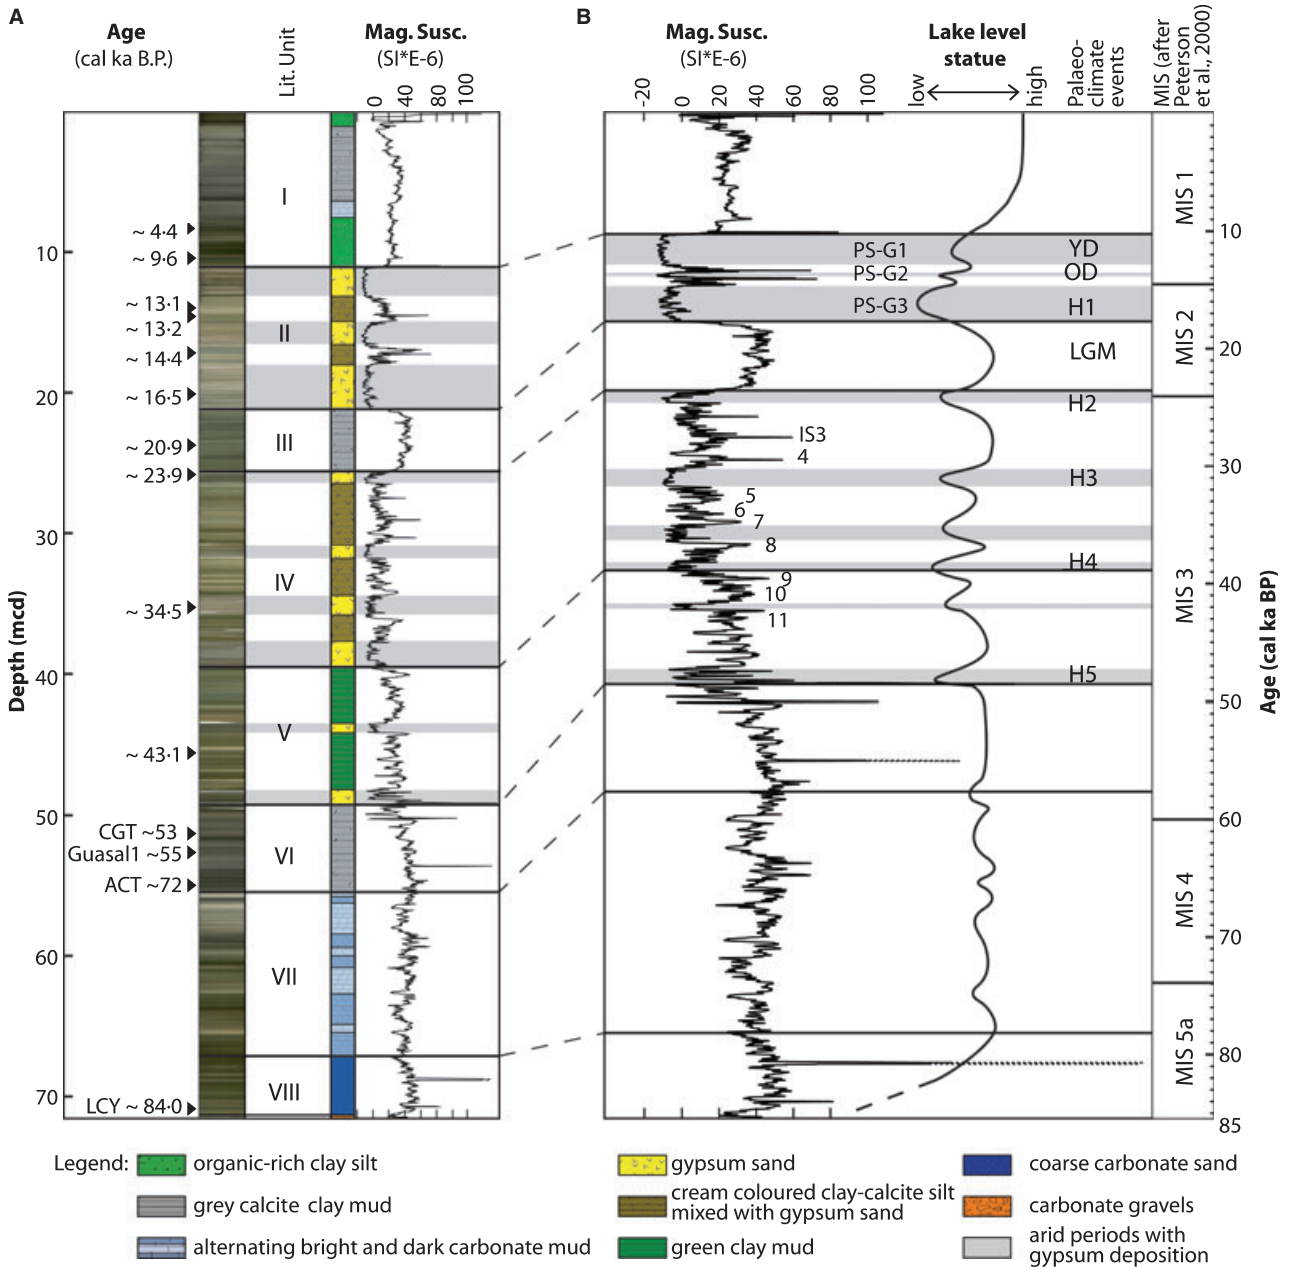 A
Age
(cal ka B.P.)
Lit. Unit
Mag. Susc.
(SI*E-6)
0
40
80
100
B
Mag. Susc.
(SI*E-6)
-20
0
20
40
60
80
100
Lake level
statue
low
high
Palaeo-
climate
events
MIS (after
Peterson
et al., 2000)
Depth (mcd)
10
20
30
40
50
60
70
~ 4·4
~ 9·6
~ 13·1
~ 13·2
~ 14·4
~ 16·5
~ 20·9
~ 23·9
~ 34·5
~ 43·1
CGT ~53
Guasal1 ~55
ACT ~72
LCY ~ 84·0
I
II
III
IV
V
VI
VII
VIII
PS-G1
PS-G2
PS-G3
IS3
4
5
6
7
8
9
10
11
YD
OD
H1
LGM
H2
H3
H4
H5
MIS 1
MIS 2
MIS 3
MIS 4
MIS 5a
10
20
30
40
50
60
70
80
85
Age (cal ka BP)
Legend:
organic-rich clay silt
grey calcite clay mud
alternating bright and dark carbonate mud
gypsum sand
cream coloured clay-calcite silt
mixed with gypsum sand
green clay mud
coarse carbonate sand
carbonate gravels
arid periods with
gypsum deposition